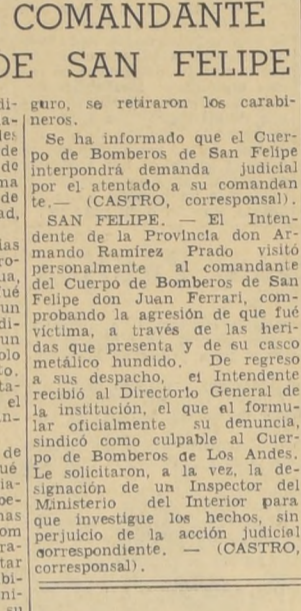 COMANDANTE
DE SAN FELIPE
guro, se retiraron los carabi-
neros.
Se ha informado que el Cuer-
po de Bomberos de San Felipe
interpondrá demanda judicial
por el atentado a su comandan
te.— (CASTRO, corresponsal).
SAN FELIPE. — El Inten-
dente de la Provincia don Ar-
mando Ramírez Prado visitó
personalmente al comandante
del Cuerpo de Bomberos de San
Felipe don Juan Ferrari, com-
probando la agresión de que fué
víctima, a través de las heri-
das que presenta y de su casco
metálico hundido. De regreso
a sus despacho, el Intendente
recibió al Directorio General de
la institución, el que al formu-
lar oficialmente su denuncia,
sindicó como culpable al Cuer-
po de Bomberos de Los Andes.
Le solicitaron, a la vez, la de-
signación de un Inspector del
Ministerio del Interior para
que investigue los hechos, sin
perjuicio de la acción judicial
correspondiente. — (CASTRO,
corresponsal).